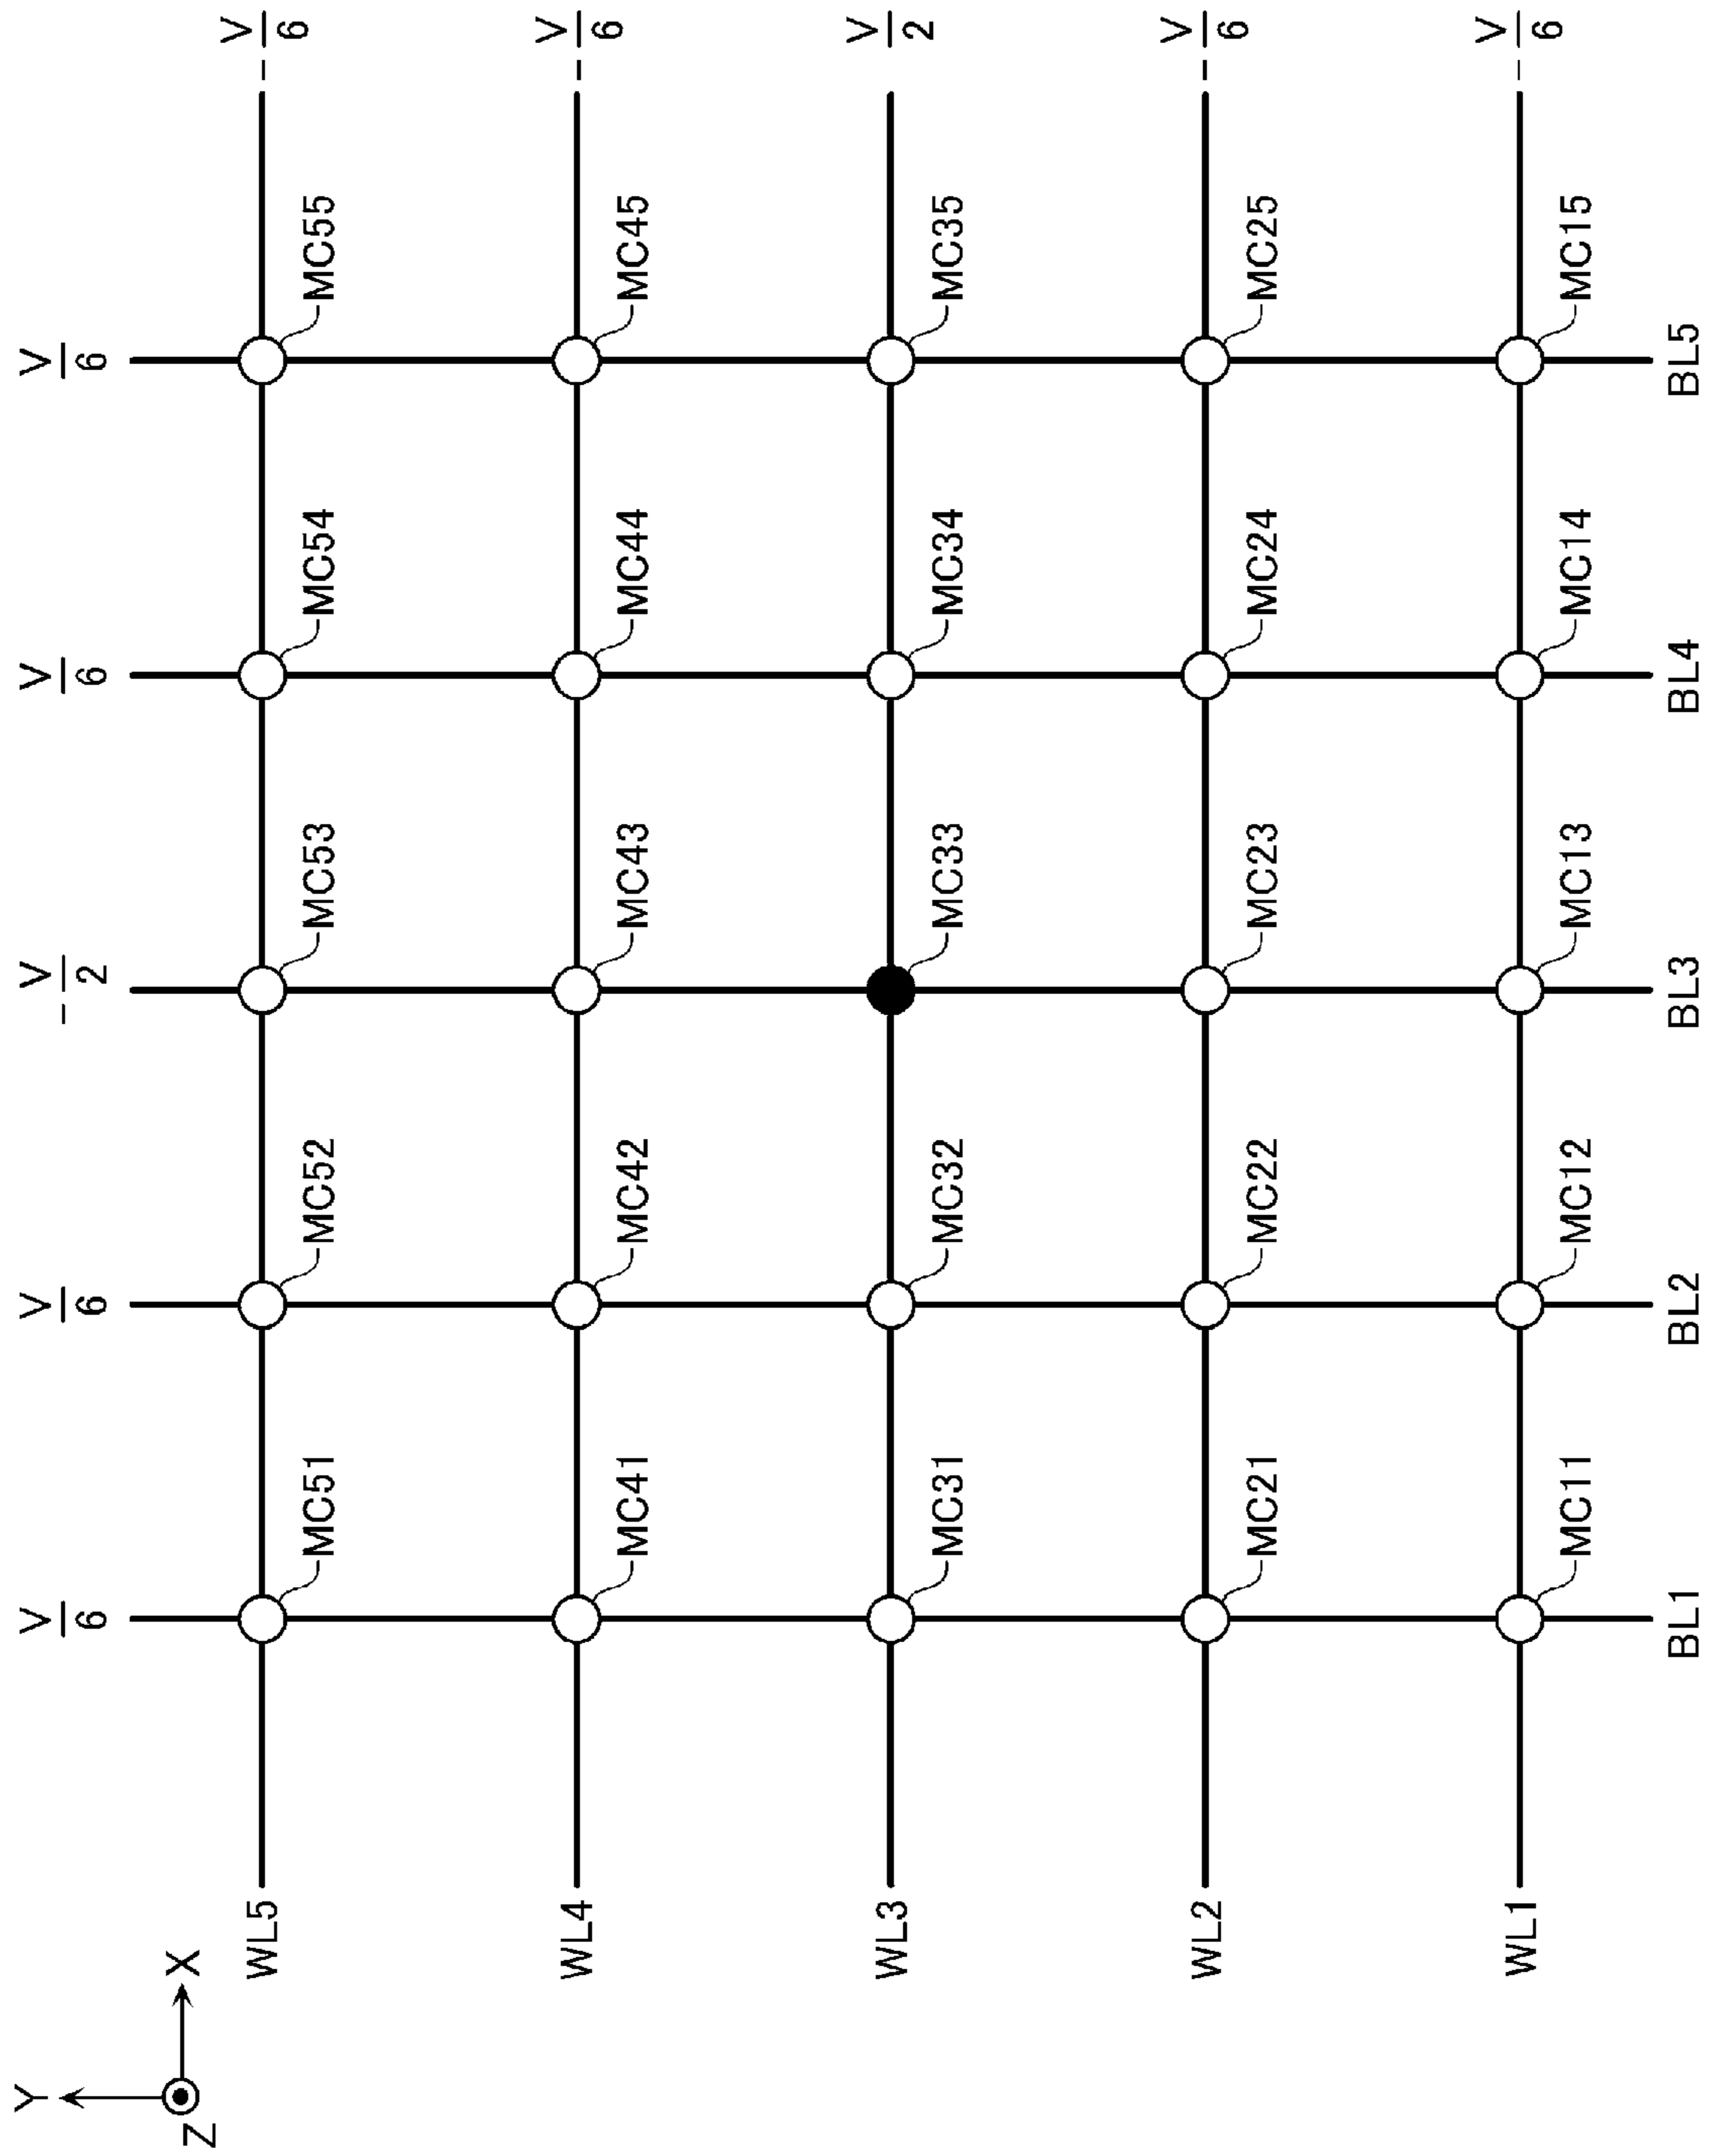 Y
X
Z
V/6 V/6 -V/2 V/6 V/6
WL5 -V/6
MC51 MC52 MC53 MC54 MC55
WL4 -V/6
MC41 MC42 MC43 MC44 MC45
WL3 V/2
MC31 MC32 MC33 MC34 MC35
WL2 -V/6
MC21 MC22 MC23 MC24 MC25
WL1 -V/6
MC11 MC12 MC13 MC14 MC15
BL1 BL2 BL3 BL4 BL5